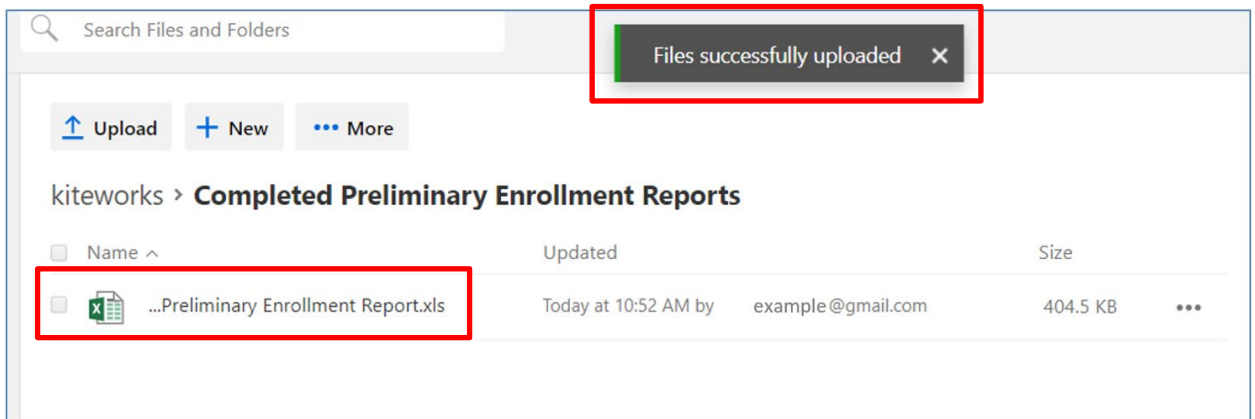 Search Files and Folders
Files successfully uploaded ×
Upload + New ••• More
kiteworks > Completed Preliminary Enrollment Reports
Name Updated Size
...Preliminary Enrollment Report.xls Today at 10:52 AM by example@gmail.com 404.5 KB •••